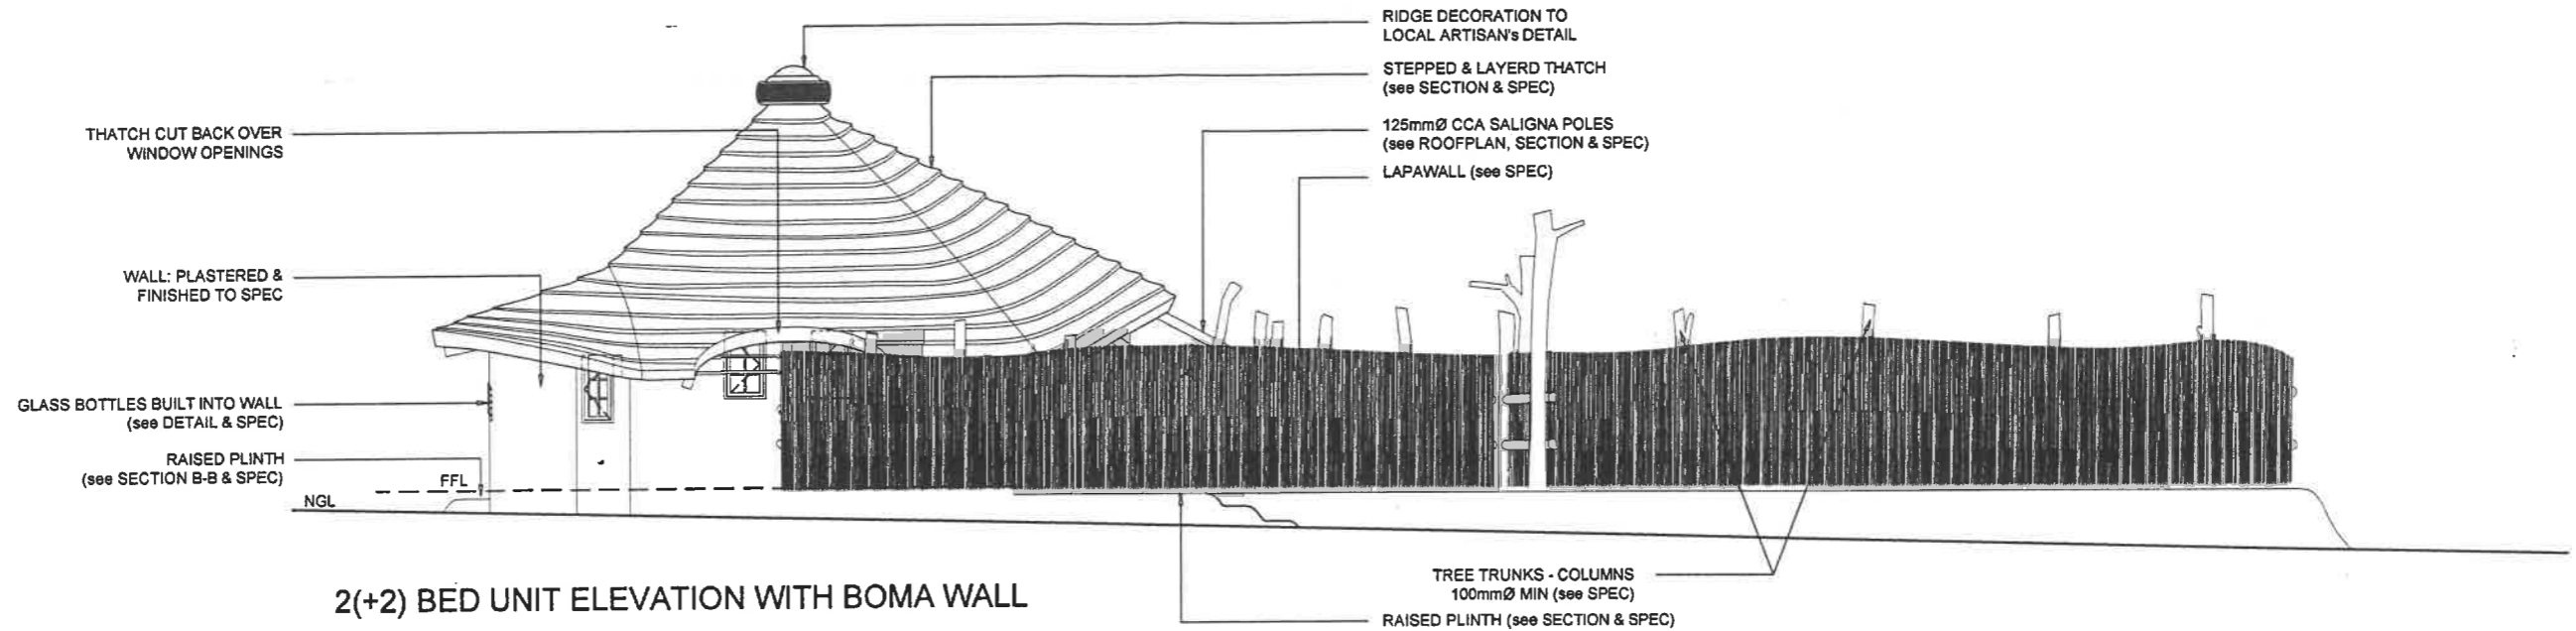 RIDGE DECORATION TO
LOCAL ARTISAN's DETAIL
STEPPED & LAYERD THATCH
(see SECTION & SPEC)
125mmØ CCA SALIGNA POLES
(see ROOFPLAN, SECTION & SPEC)
LAPAWALL (see SPEC)
THATCH CUT BACK OVER
WINDOW OPENINGS
WALL: PLASTERED &
FINISHED TO SPEC
GLASS BOTTLES BUILT INTO WALL
(see DETAIL & SPEC)
RAISED PLINTH
(see SECTION B-B & SPEC)
FFL
NGL
TREE TRUNKS - COLUMNS
100mmØ MIN (see SPEC)
RAISED PLINTH (see SECTION & SPEC)
2(+2) BED UNIT ELEVATION WITH BOMA WALL